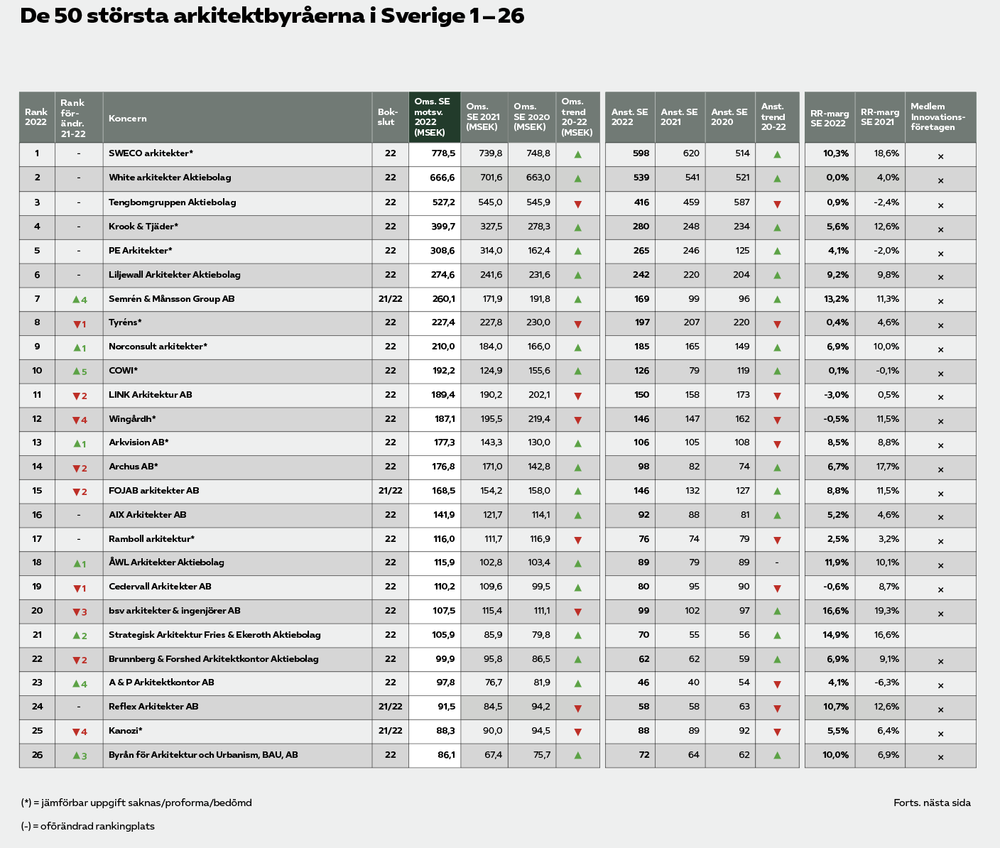 De 50 största arkitektbyråerna i Sverige 1 – 26
Rank 2022 Rank för-ändr. 21-22 Koncern Bok-slut Oms. SE motsv. 2022 (MSEK) Oms. SE 2021 (MSEK) Oms. SE 2020 (MSEK) Oms. trend 20-22 (MSEK) Anst. SE 2022 Anst. SE 2021 Anst. SE 2020 Anst. trend 20-22 RR-marg SE 2022 RR-marg SE 2021 Medlem Innovations-företagen
1 - SWECO arkitekter* 22 778,5 739,8 748,8 ▲ 598 620 514 ▲ 10,3% 18,6% ×
2 - White arkitekter Aktiebolag 22 666,6 701,6 663,0 ▲ 539 541 521 ▲ 0,0% 4,0% ×
3 - Tengbomgruppen Aktiebolag 22 527,2 545,0 545,9 ▼ 416 459 587 ▼ 0,9% -2,4% ×
4 - Krook & Tjäder* 22 399,7 327,5 278,3 ▲ 280 248 234 ▲ 5,6% 12,6% ×
5 - PE Arkitekter* 22 308,6 314,0 162,4 ▲ 265 246 125 ▲ 4,1% -2,0% ×
6 - Liljewall Arkitekter Aktiebolag 22 274,6 241,6 231,6 ▲ 242 220 204 ▲ 9,2% 9,8% ×
7 ▲4 Semrén & Månsson Group AB 21/22 260,1 171,9 191,8 ▲ 169 99 96 ▲ 13,2% 11,3% ×
8 ▼1 Tyréns* 22 227,4 227,8 230,0 ▼ 197 207 220 ▼ 0,4% 4,6% ×
9 ▲1 Norconsult arkitekter* 22 210,0 184,0 166,0 ▲ 185 165 149 ▲ 6,9% 10,0% ×
10 ▲5 COWI* 22 192,2 124,9 155,6 ▲ 126 79 119 ▲ 0,1% -0,1% ×
11 ▼2 LINK Arkitektur AB 22 189,4 190,2 202,1 ▼ 150 158 173 ▼ -3,0% 0,5% ×
12 ▼4 Wingårdh* 22 187,1 195,5 219,4 ▼ 146 147 162 ▼ -0,5% 11,5% ×
13 ▲1 Arkvision AB* 22 177,3 143,3 130,0 ▲ 106 105 108 ▼ 8,5% 8,8% ×
14 ▼2 Archus AB* 22 176,8 171,0 142,8 ▲ 98 82 74 ▲ 6,7% 17,7% ×
15 ▼2 FOJAB arkitekter AB 21/22 168,5 154,2 158,0 ▲ 146 132 127 ▲ 8,8% 11,5% ×
16 - AIX Arkitekter AB 22 141,9 121,7 114,1 ▲ 92 88 81 ▲ 5,2% 4,6% ×
17 - Ramboll arkitektur* 22 116,0 111,7 116,9 ▼ 76 74 79 ▼ 2,5% 3,2% ×
18 ▲1 ÅWL Arkitekter Aktiebolag 22 115,9 102,8 103,4 ▲ 89 79 89 - 11,9% 10,1% ×
19 ▼1 Cedervall Arkitekter AB 22 110,2 109,6 99,5 ▲ 80 95 90 ▼ -0,6% 8,7% ×
20 ▼3 bsv arkitekter & ingenjörer AB 22 107,5 115,4 111,1 ▼ 99 102 97 ▲ 16,6% 19,3% ×
21 ▲2 Strategisk Arkitektur Fries & Ekeroth Aktiebolag 22 105,9 85,9 79,8 ▲ 70 55 56 ▲ 14,9% 16,6%
22 ▼2 Brunnberg & Forshed Arkitektkontor Aktiebolag 22 99,9 95,8 86,5 ▲ 62 62 59 ▲ 6,9% 9,1% ×
23 ▲4 A & P Arkitektkontor AB 22 97,8 76,7 81,9 ▲ 46 40 54 ▼ 4,1% -6,3% ×
24 - Reflex Arkitekter AB 21/22 91,5 84,5 94,2 ▼ 58 58 63 ▼ 10,7% 12,6% ×
25 ▼4 Kanozi* 21/22 88,3 90,0 94,5 ▼ 88 89 92 ▼ 5,5% 6,4% ×
26 ▲3 Byrån för Arkitektur och Urbanism, BAU, AB 22 86,1 67,4 75,7 ▲ 72 64 62 ▲ 10,0% 6,9% ×
(*) = jämförbar uppgift saknas/proforma/bedömd
Forts. nästa sida
(-) = oförändrad rankingplats